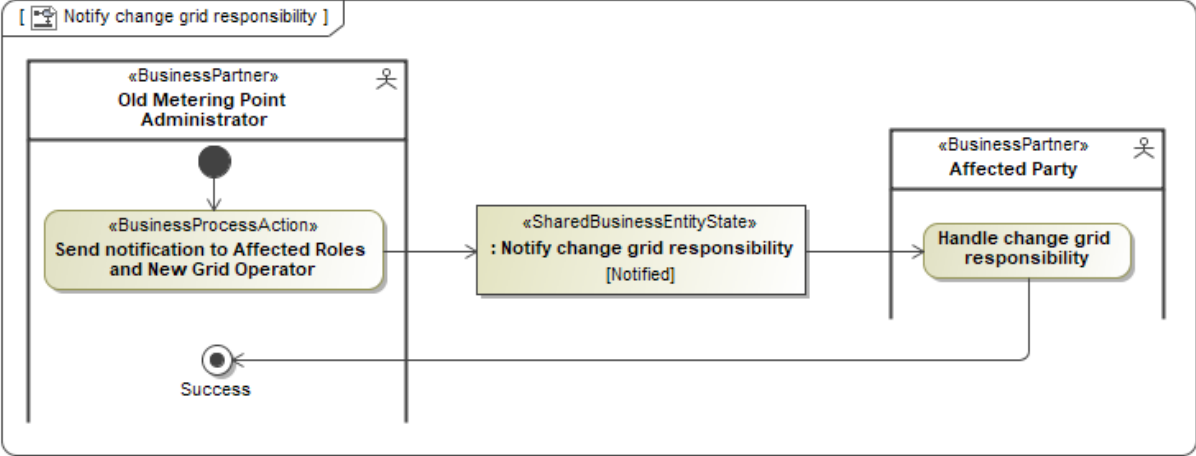 [ Notify change grid responsibility ]
«BusinessPartner»
Old Metering Point
Administrator
«BusinessProcessAction»
Send notification to Affected Roles
and New Grid Operator
Success
«SharedBusinessEntityState»
: Notify change grid responsibility
[Notified]
«BusinessPartner»
Affected Party
Handle change grid
responsibility